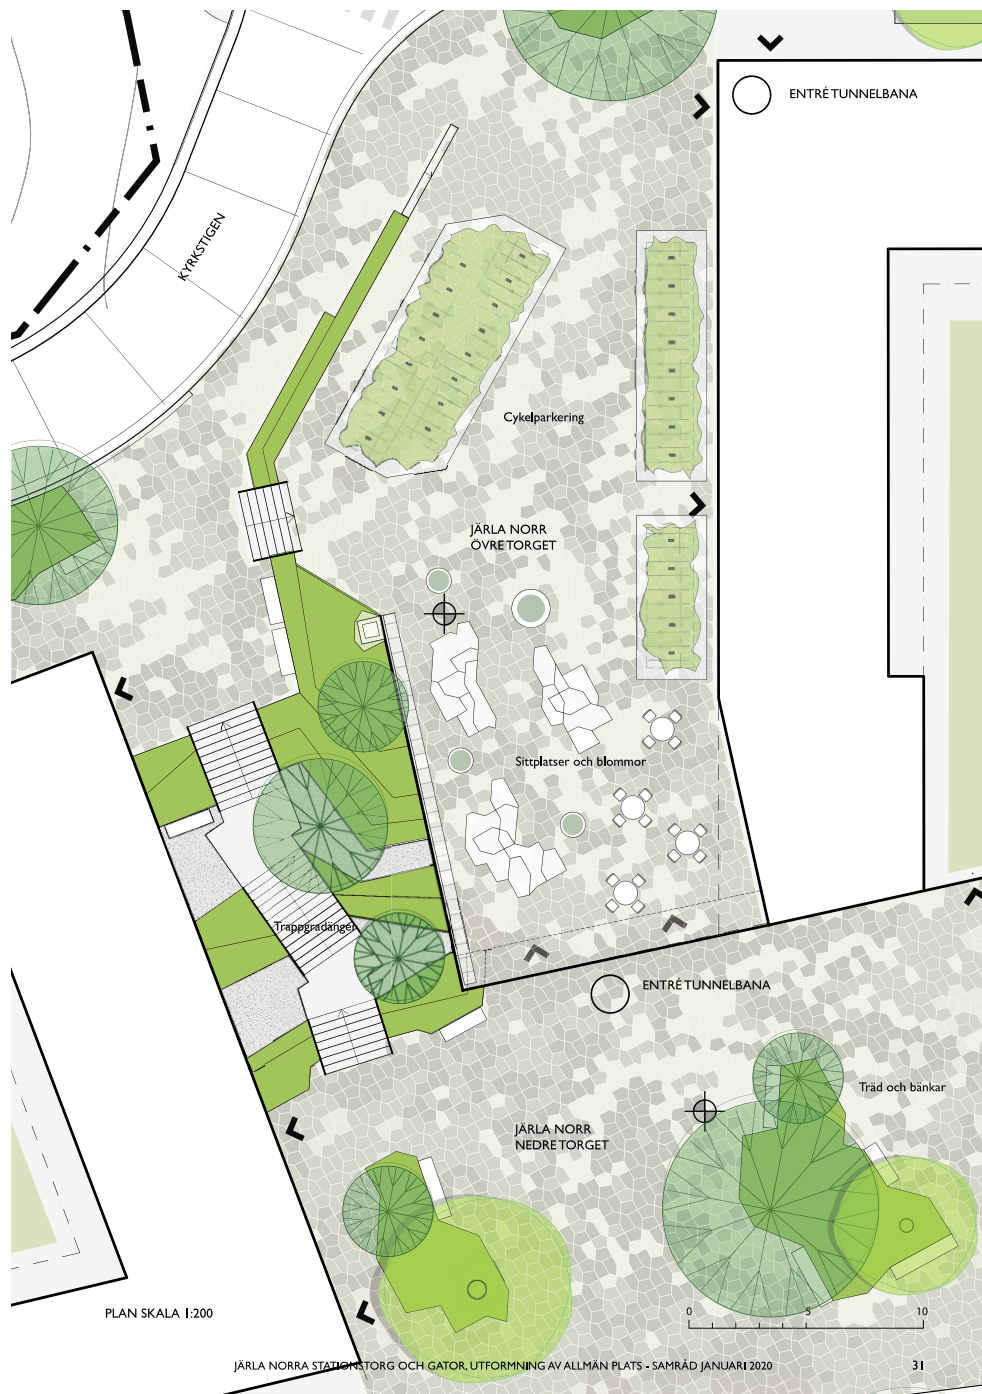 ENTRÉ TUNNELBANA
KYRKSTIGEN
Cykelparkering
JÄRLA NORR
ÖVRE TORGET
Sittplatser och blommor
Trappgradänger
ENTRÉ TUNNELBANA
Träd och bänkar
JÄRLA NORR
NEDRE TORGET
PLAN SKALA 1:200
0 5 10
JÄRLA NORRA STATIONSTORG OCH GATOR, UTFORMNING AV ALLMÄN PLATS - SAMRÅD JANUARI 2020 31